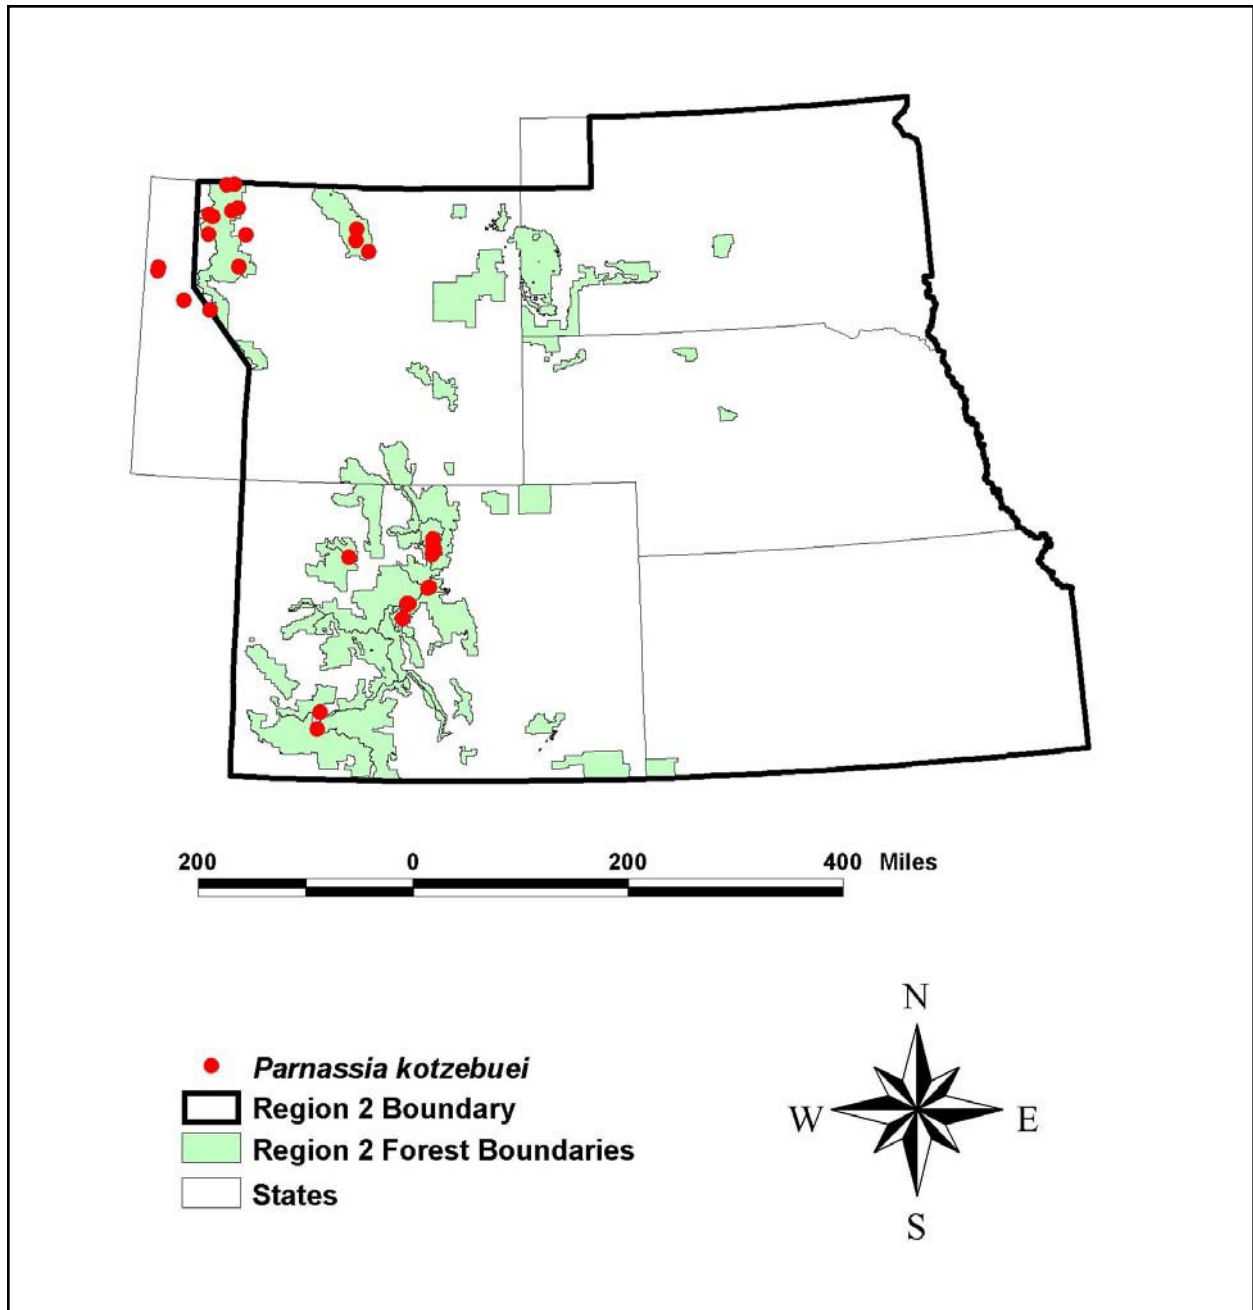 200 0 200 400 Miles
Parnassia kotzebuei
Region 2 Boundary
Region 2 Forest Boundaries
States
N
W E
S